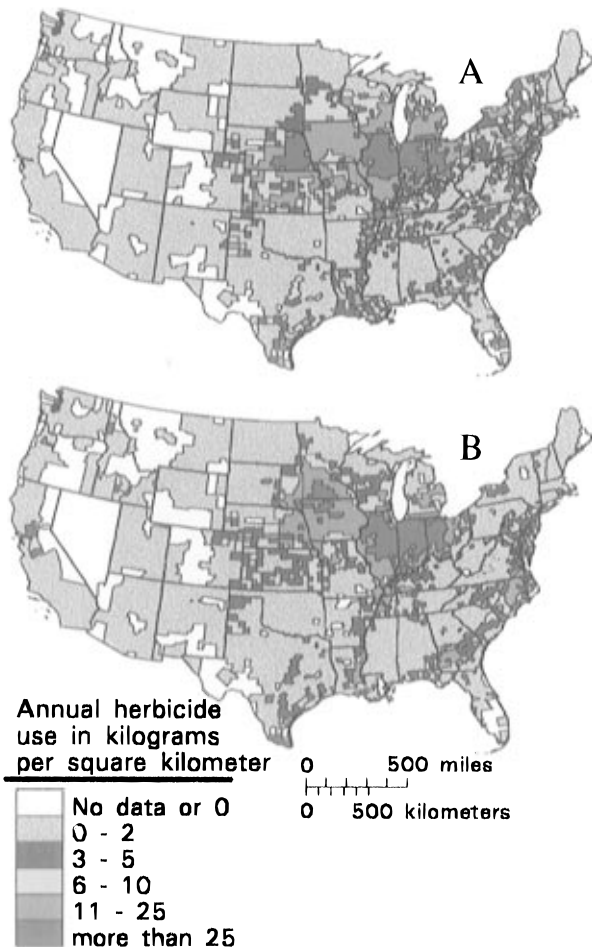 A
B
Annual herbicide
use in kilograms
per square kilometer
0 500 miles
0 500 kilometers
No data or 0
0 - 2
3 - 5
6 - 10
11 - 25
more than 25